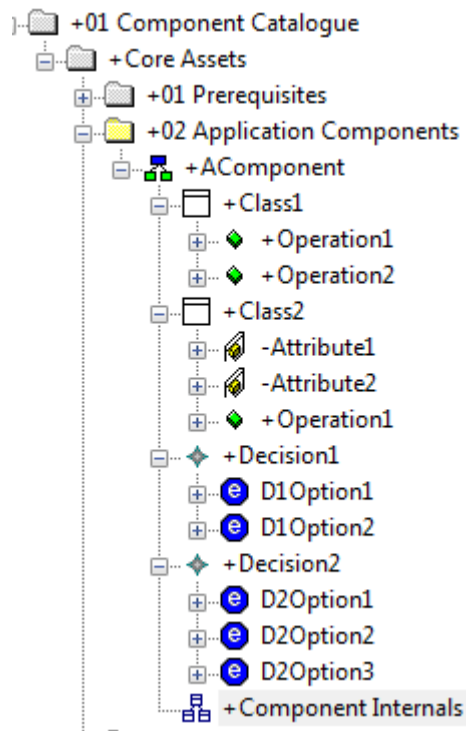 +01 Component Catalogue
+Core Assets
+01 Prerequisites
+02 Application Components
+AComponent
+Class1
+Operation1
+Operation2
+Class2
-Attribute1
-Attribute2
+Operation1
+Decision1
e D1Option1
e D1Option2
+Decision2
e D2Option1
e D2Option2
e D2Option3
+Component Internals